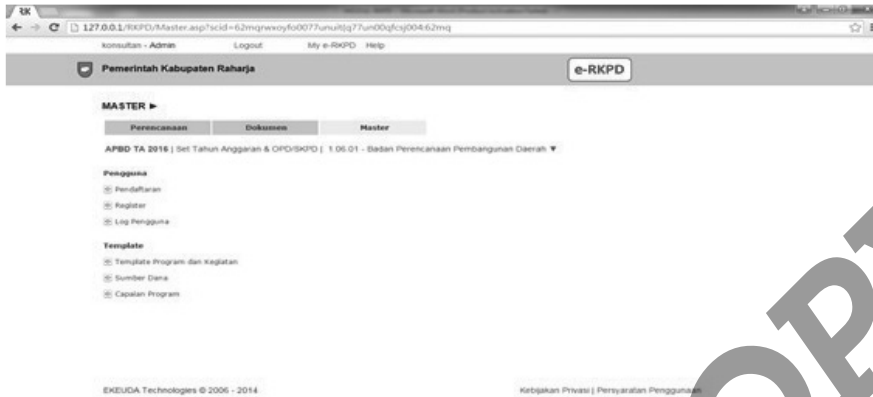 RK
127.0.0.1/RKPD/Master.asp?
konsultan - Admin Logout My e-RKPD Help
Pemerintah Kabupaten Raharja e-RKPD
MASTER ►
Perencanaan Dokumen Master
APBD TA 2016 | Set Tahun Anggaran & OPD/SKPD | 1.06.01 - Badan Perencanaan Pembangunan Daerah ▼
Pengguna
Pendaftaran
Register
Log Pengguna
Template
Template Program dan Kegiatan
Sumber Dana
Capaian Program
EKEUDA Technologies © 2006 - 2014 Kebijakan Privasi | Persyaratan Penggunaan